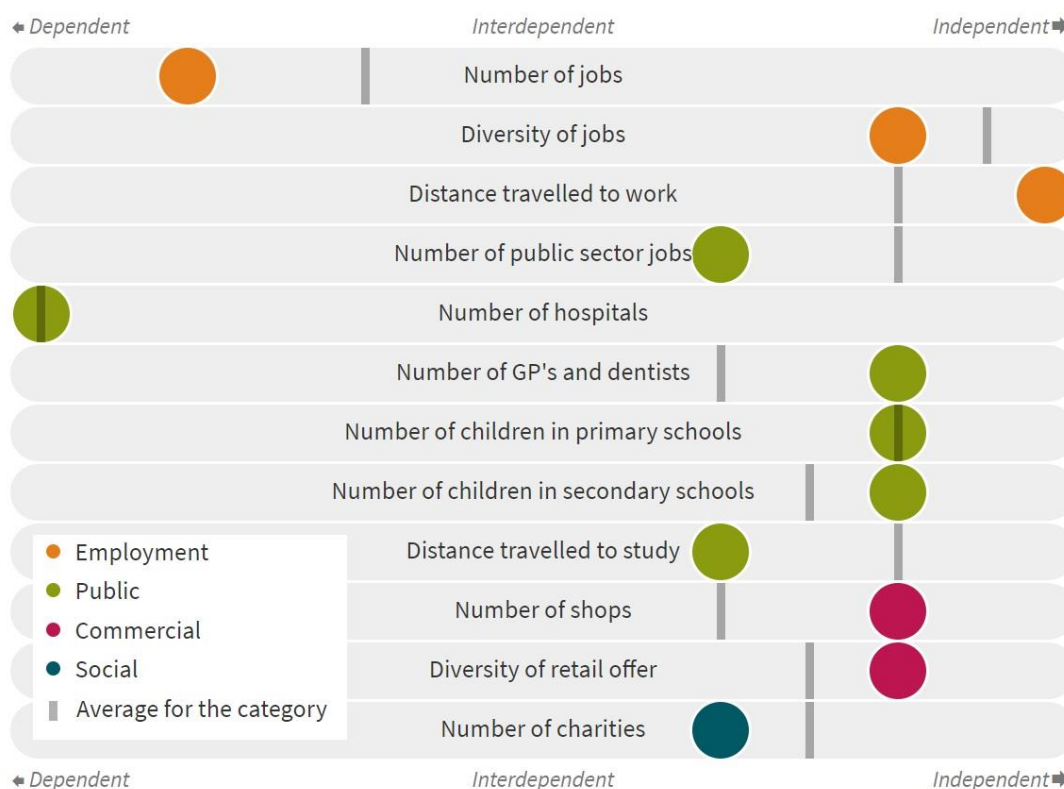 Dependent Interdependent Independent
Number of jobs
Diversity of jobs
Distance travelled to work
Number of public sector jobs
Number of hospitals
Number of GP's and dentists
Number of children in primary schools
Number of children in secondary schools
Distance travelled to study
Number of shops
Diversity of retail offer
Number of charities
Employment
Public
Commercial
Social
Average for the category
Dependent Interdependent Independent